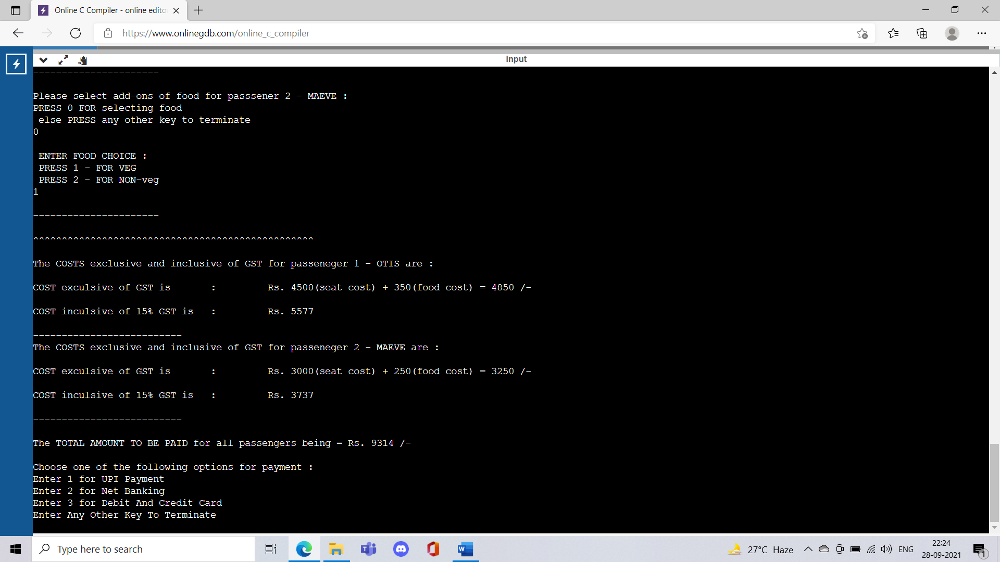 Online C Compiler - online edito
https://www.onlinegdb.com/online_c_compiler
input
----------------------
Please select add-ons of food for passsener 2 - MAEVE :
PRESS 0 FOR selecting food
else PRESS any other key to terminate
0
ENTER FOOD CHOICE :
PRESS 1 - FOR VEG
PRESS 2 - FOR NON-veg
1
----------------------
^^^^^^^^^^^^^^^^^^^^^^^^^^^^^^^^^^^^^^^^^^^^^^^^^
The COSTS exclusive and inclusive of GST for passeneger 1 - OTIS are :
COST exculsive of GST is : Rs. 4500(seat cost) + 350(food cost) = 4850 /-
COST inculsive of 15% GST is : Rs. 5577
--------------------------
The COSTS exclusive and inclusive of GST for passeneger 2 - MAEVE are :
COST exculsive of GST is : Rs. 3000(seat cost) + 250(food cost) = 3250 /-
COST inculsive of 15% GST is : Rs. 3737
--------------------------
The TOTAL AMOUNT TO BE PAID for all passengers being = Rs. 9314 /-
Choose one of the following options for payment :
Enter 1 for UPI Payment
Enter 2 for Net Banking
Enter 3 for Debit And Credit Card
Enter Any Other Key To Terminate
Type here to search
27°C Haze
ENG
22:24
28-09-2021
1